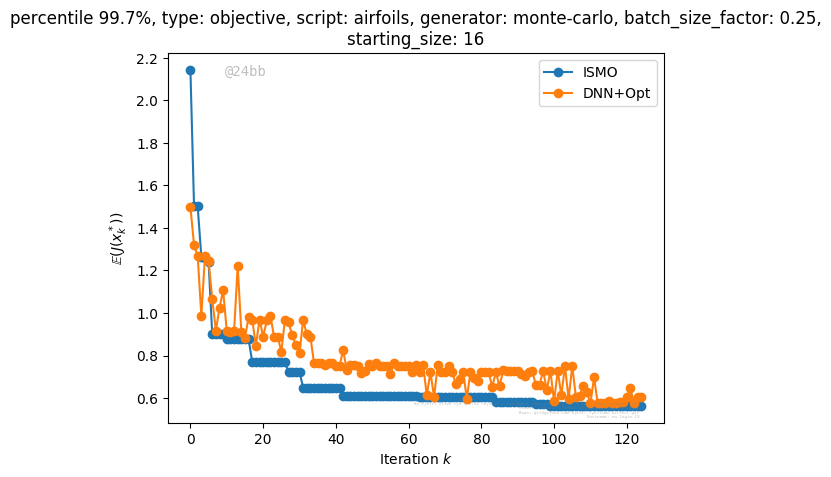 percentile 99.7%, type: objective, script: airfoils, generator: monte-carlo, batch_size_factor: 0.25,
starting_size: 16
@24bb
ISMO
DNN+Opt
𝔼(J(x*k))
2.2
2.0
1.8
1.6
1.4
1.2
1.0
0.8
0.6
0 20 40 60 80 100 120
Iteration k